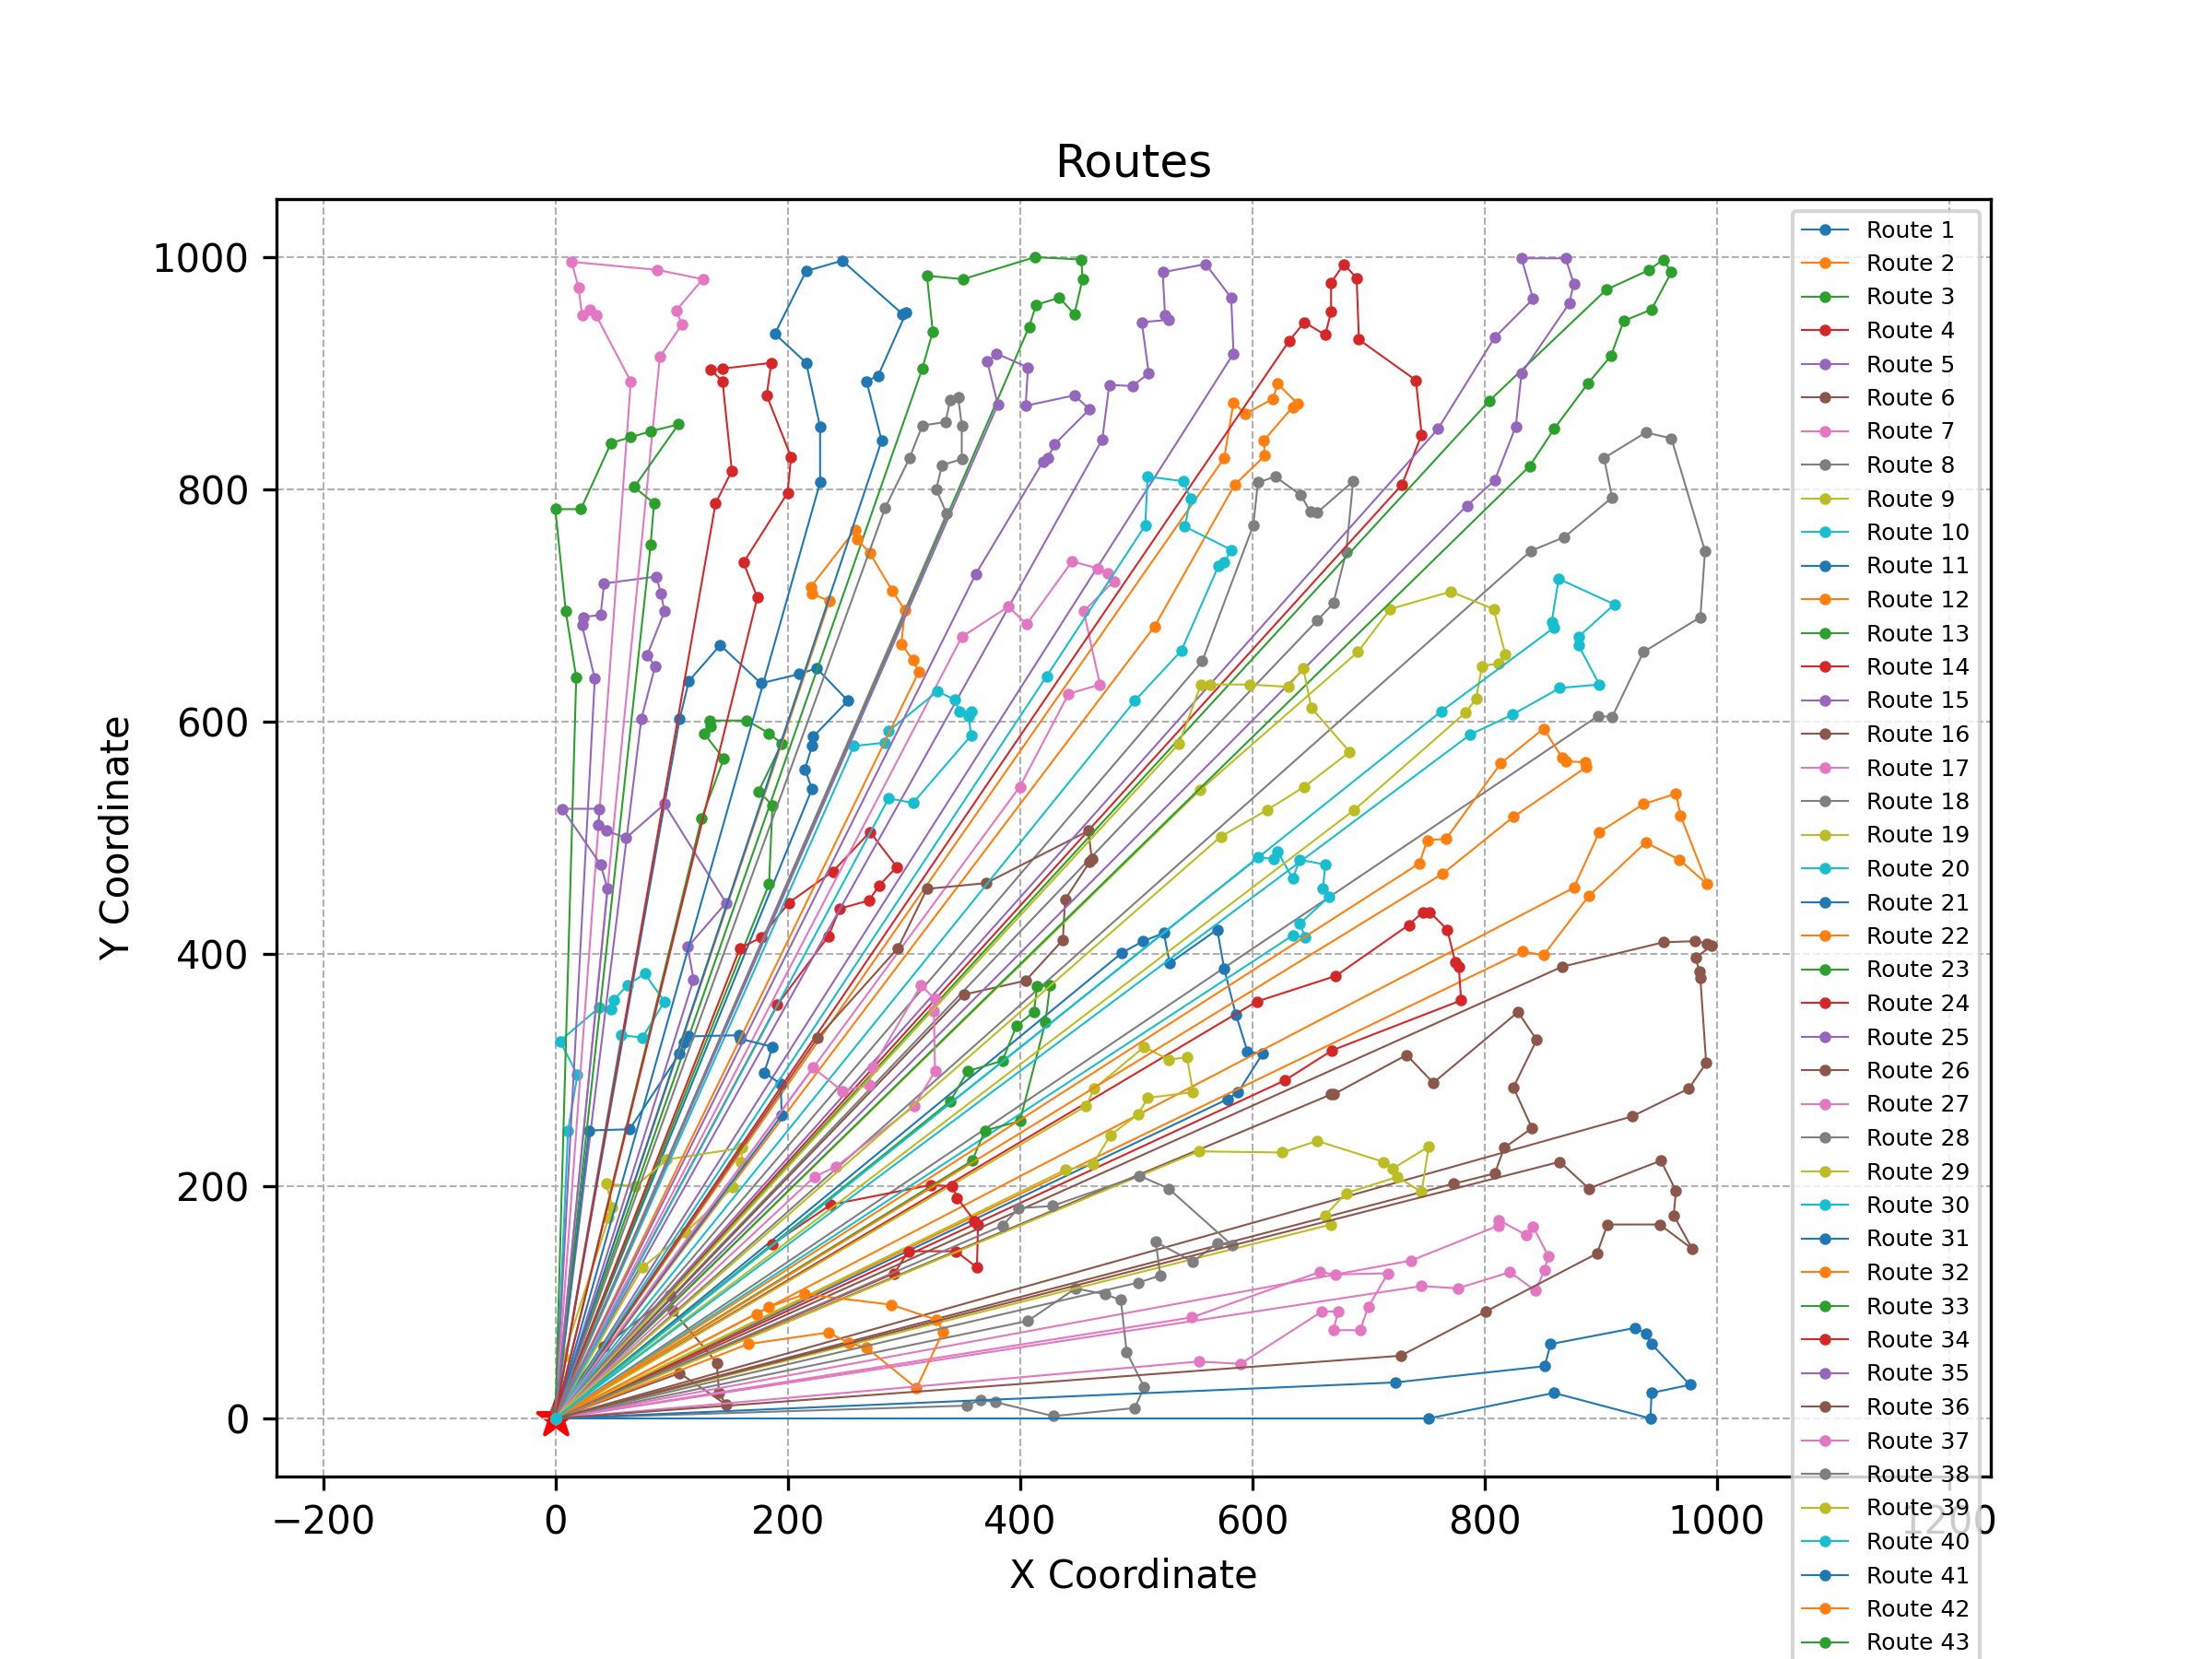 Routes
1000
800
600
400
200
0
Y Coordinate
−200
0
200
400
600
800
1000
1200
X Coordinate
Route 1
Route 2
Route 3
Route 4
Route 5
Route 6
Route 7
Route 8
Route 9
Route 10
Route 11
Route 12
Route 13
Route 14
Route 15
Route 16
Route 17
Route 18
Route 19
Route 20
Route 21
Route 22
Route 23
Route 24
Route 25
Route 26
Route 27
Route 28
Route 29
Route 30
Route 31
Route 32
Route 33
Route 34
Route 35
Route 36
Route 37
Route 38
Route 39
Route 40
Route 41
Route 42
Route 43